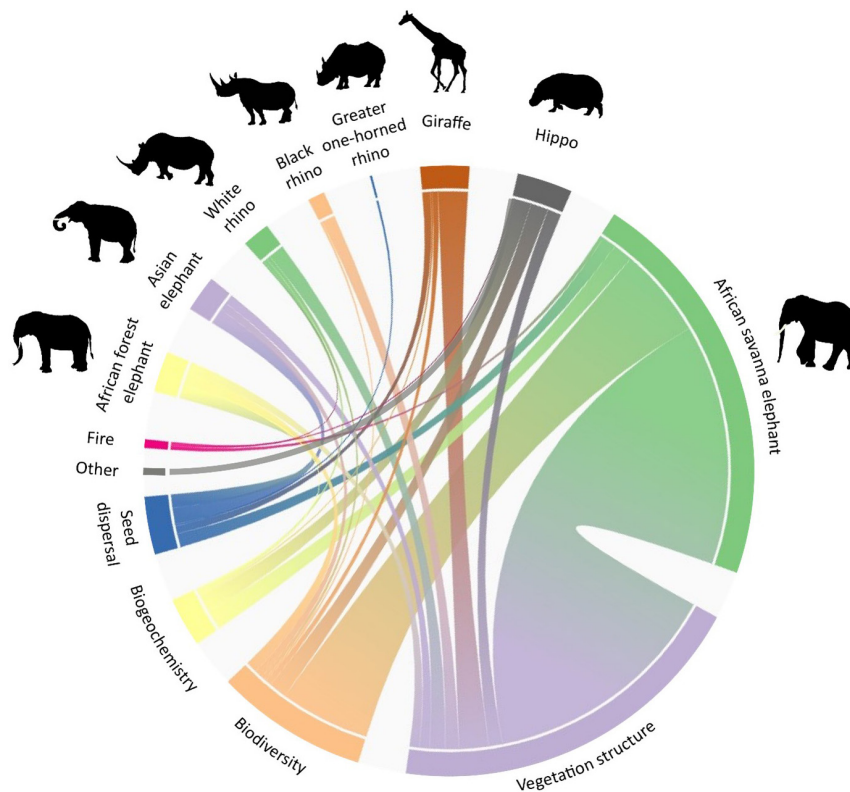 Greater
one-horned
rhino
Giraffe
Hippo
Black
rhino
White
rhino
Asian
elephant
African forest
elephant
African savanna elephant
Fire
Other
Seed
dispersal
Biogeochemistry
Biodiversity
Vegetation structure